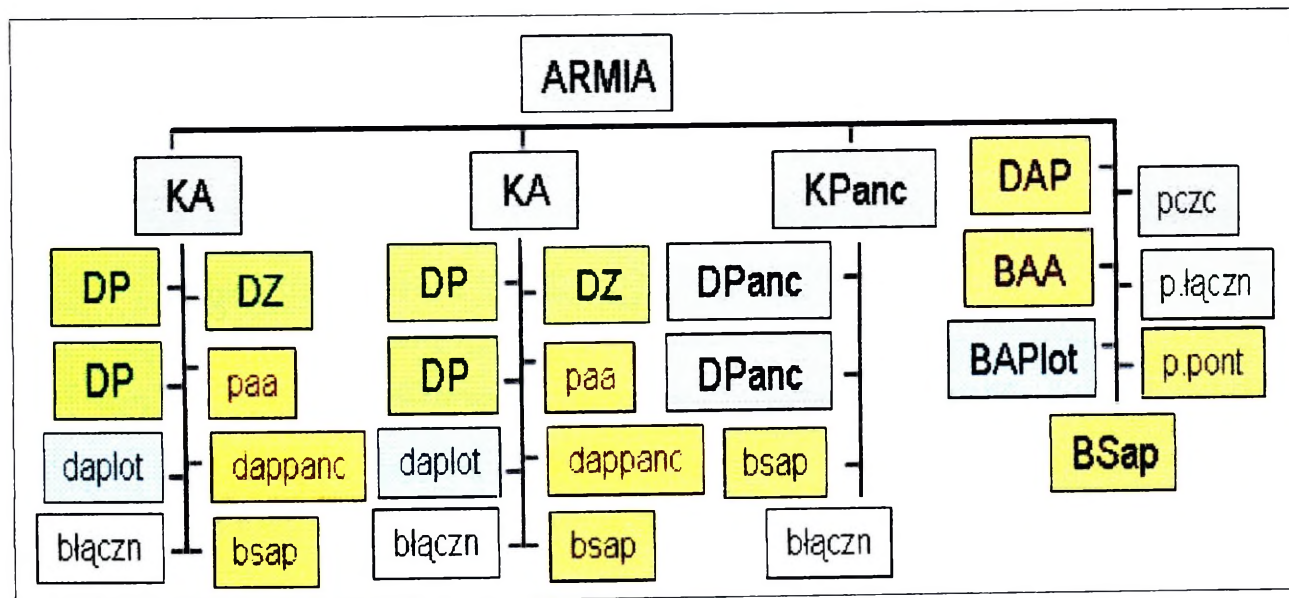 ARMIA
KA
KA
KPanc
DAP
pczc
BAA
p.łączn
BAPlot
p.pont
BSap
DP
DZ
DP
paa
daplot
dappanc
błączn
bsap
DP
DZ
DP
paa
daplot
dappanc
błączn
bsap
DPanc
DPanc
bsap
błączn